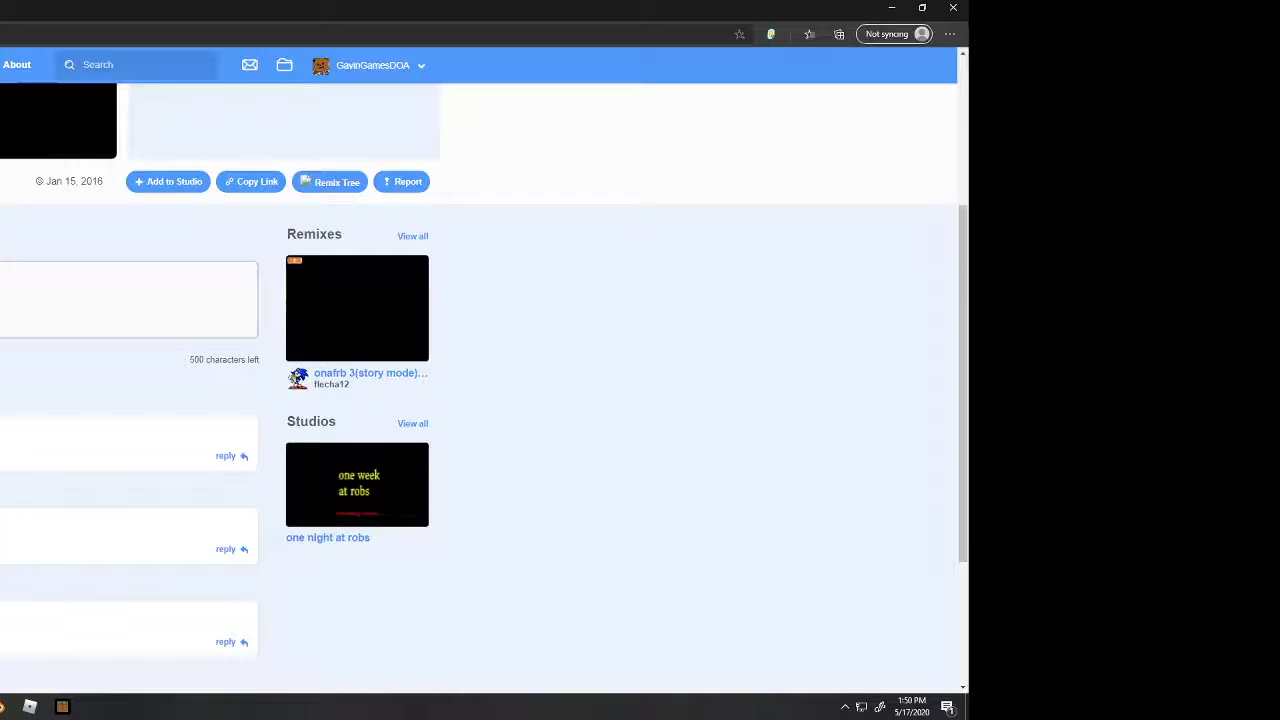 Not syncing
About
Search
GavinGamesDOA
© Jan 15, 2016
Add to Studio
Copy Link
Remix Tree
Report
Remixes
View all
500 characters left
onafrb 3(story mode)...
flecha12
Studios
View all
reply
one week
at robs
one night at robs
reply
reply
1:50 PM
5/17/2020
1